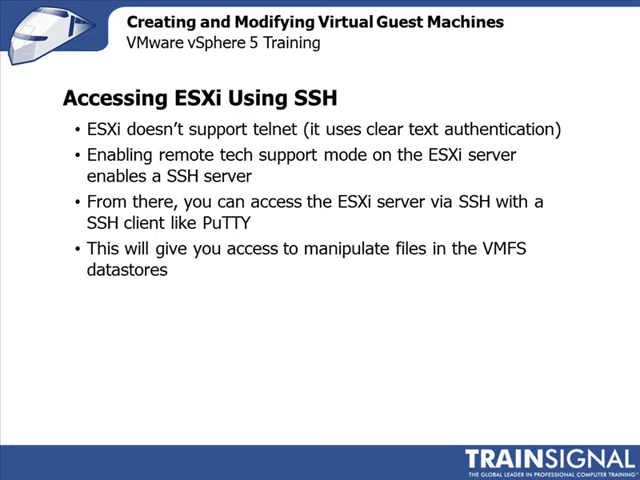 Creating and Modifying Virtual Guest Machines
VMware vSphere 5 Training
Accessing ESXi Using SSH
• ESXi doesn't support telnet (it uses clear text authentication)
• Enabling remote tech support mode on the ESXi server
enables a SSH server
• From there, you can access the ESXi server via SSH with a
SSH client like PuTTY
• This will give you access to manipulate files in the VMFS
datastores
TRAINSIGNAL
THE GLOBAL LEADER IN PROFESSIONAL COMPUTER TRAINING™